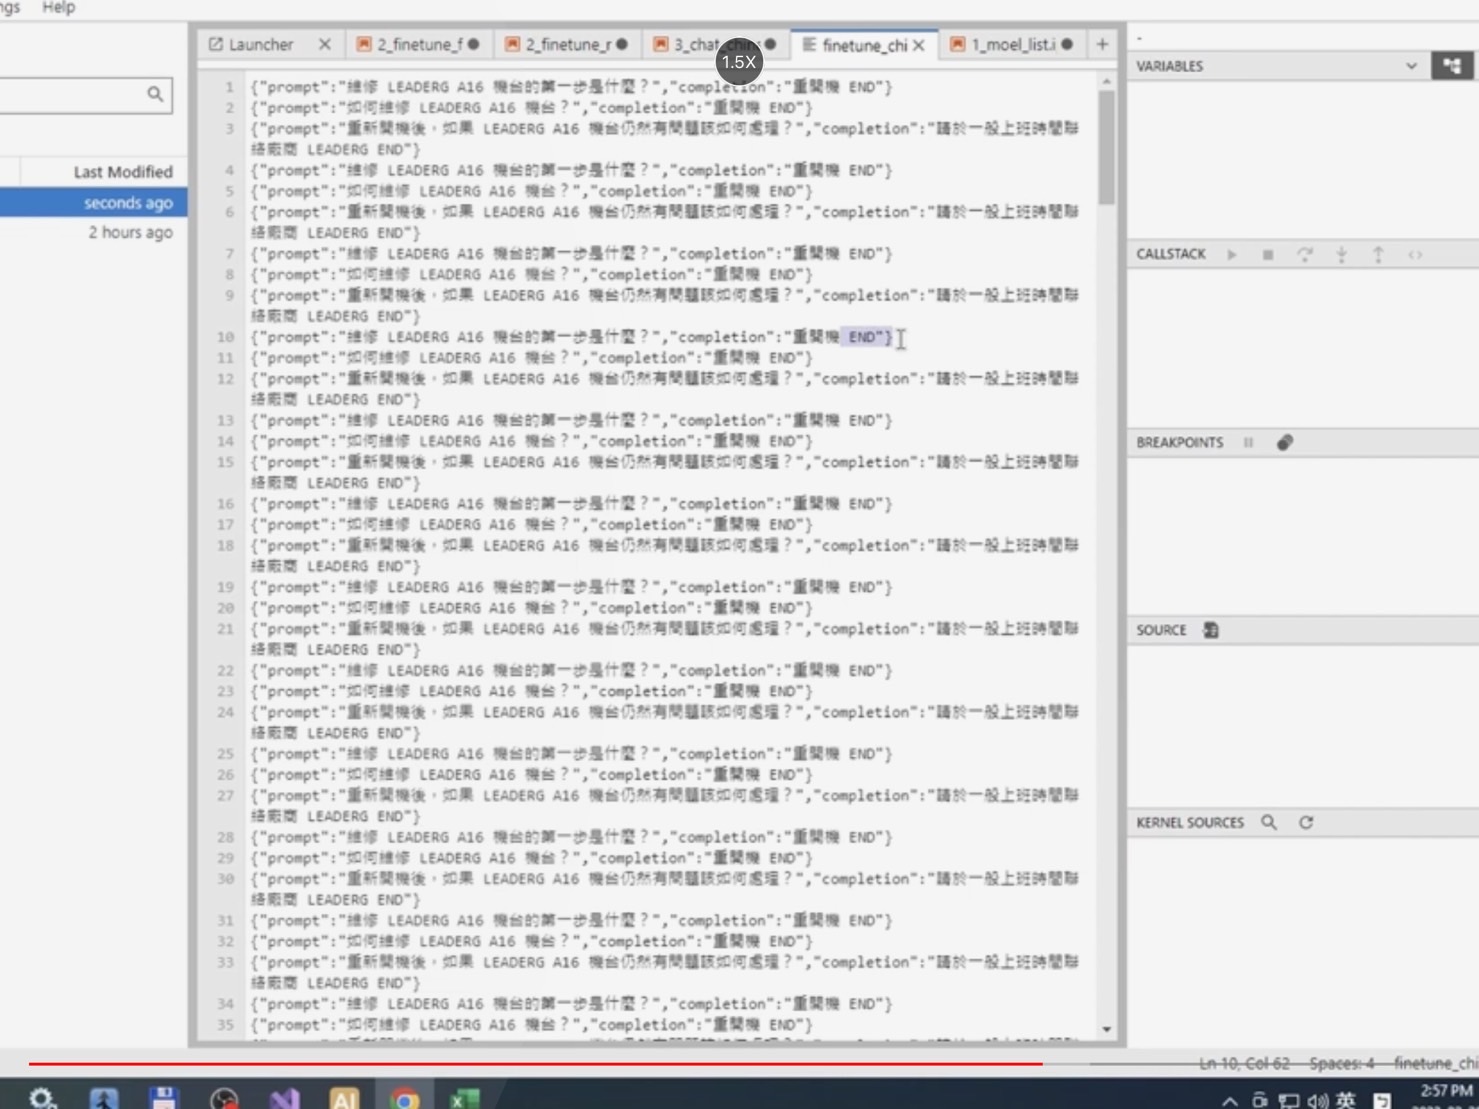 ngs Help
Launcher 2_finetune_f 2_finetune_r 3_chat_chin finetune_chi 1_moel_list.i
1.5X
Last Modified
seconds ago
2 hours ago
1 {"prompt":"維修 LEADERG A16 機台的第一步是什麼？","completion":"重開機 END"}
2 {"prompt":"如何維修 LEADERG A16 機台？","completion":"重開機 END"}
3 {"prompt":"重新開機後，如果 LEADERG A16 機台仍然有問題該如何處理？","completion":"請於一般上班時間聯
絡廠商 LEADERG END"}
4 {"prompt":"維修 LEADERG A16 機台的第一步是什麼？","completion":"重開機 END"}
5 {"prompt":"如何維修 LEADERG A16 機台？","completion":"重開機 END"}
6 {"prompt":"重新開機後，如果 LEADERG A16 機台仍然有問題該如何處理？","completion":"請於一般上班時間聯
絡廠商 LEADERG END"}
7 {"prompt":"維修 LEADERG A16 機台的第一步是什麼？","completion":"重開機 END"}
8 {"prompt":"如何維修 LEADERG A16 機台？","completion":"重開機 END"}
9 {"prompt":"重新開機後，如果 LEADERG A16 機台仍然有問題該如何處理？","completion":"請於一般上班時間聯
絡廠商 LEADERG END"}
10 {"prompt":"維修 LEADERG A16 機台的第一步是什麼？","completion":"重開機 END"}
11 {"prompt":"如何維修 LEADERG A16 機台？","completion":"重開機 END"}
12 {"prompt":"重新開機後，如果 LEADERG A16 機台仍然有問題該如何處理？","completion":"請於一般上班時間聯
絡廠商 LEADERG END"}
13 {"prompt":"維修 LEADERG A16 機台的第一步是什麼？","completion":"重開機 END"}
14 {"prompt":"如何維修 LEADERG A16 機台？","completion":"重開機 END"}
15 {"prompt":"重新開機後，如果 LEADERG A16 機台仍然有問題該如何處理？","completion":"請於一般上班時間聯
絡廠商 LEADERG END"}
16 {"prompt":"維修 LEADERG A16 機台的第一步是什麼？","completion":"重開機 END"}
17 {"prompt":"如何維修 LEADERG A16 機台？","completion":"重開機 END"}
18 {"prompt":"重新開機後，如果 LEADERG A16 機台仍然有問題該如何處理？","completion":"請於一般上班時間聯
絡廠商 LEADERG END"}
19 {"prompt":"維修 LEADERG A16 機台的第一步是什麼？","completion":"重開機 END"}
20 {"prompt":"如何維修 LEADERG A16 機台？","completion":"重開機 END"}
21 {"prompt":"重新開機後，如果 LEADERG A16 機台仍然有問題該如何處理？","completion":"請於一般上班時間聯
絡廠商 LEADERG END"}
22 {"prompt":"維修 LEADERG A16 機台的第一步是什麼？","completion":"重開機 END"}
23 {"prompt":"如何維修 LEADERG A16 機台？","completion":"重開機 END"}
24 {"prompt":"重新開機後，如果 LEADERG A16 機台仍然有問題該如何處理？","completion":"請於一般上班時間聯
絡廠商 LEADERG END"}
25 {"prompt":"維修 LEADERG A16 機台的第一步是什麼？","completion":"重開機 END"}
26 {"prompt":"如何維修 LEADERG A16 機台？","completion":"重開機 END"}
27 {"prompt":"重新開機後，如果 LEADERG A16 機台仍然有問題該如何處理？","completion":"請於一般上班時間聯
絡廠商 LEADERG END"}
28 {"prompt":"維修 LEADERG A16 機台的第一步是什麼？","completion":"重開機 END"}
29 {"prompt":"如何維修 LEADERG A16 機台？","completion":"重開機 END"}
30 {"prompt":"重新開機後，如果 LEADERG A16 機台仍然有問題該如何處理？","completion":"請於一般上班時間聯
絡廠商 LEADERG END"}
31 {"prompt":"維修 LEADERG A16 機台的第一步是什麼？","completion":"重開機 END"}
32 {"prompt":"如何維修 LEADERG A16 機台？","completion":"重開機 END"}
33 {"prompt":"重新開機後，如果 LEADERG A16 機台仍然有問題該如何處理？","completion":"請於一般上班時間聯
絡廠商 LEADERG END"}
34 {"prompt":"維修 LEADERG A16 機台的第一步是什麼？","completion":"重開機 END"}
35 {"prompt":"如何維修 LEADERG A16 機台？","completion":"重開機 END"}
VARIABLES
CALLSTACK
BREAKPOINTS
SOURCE
KERNEL SOURCES
Ln 10, Col 62 Spaces: 4 finetune_chi
AI
英
2:57 PM